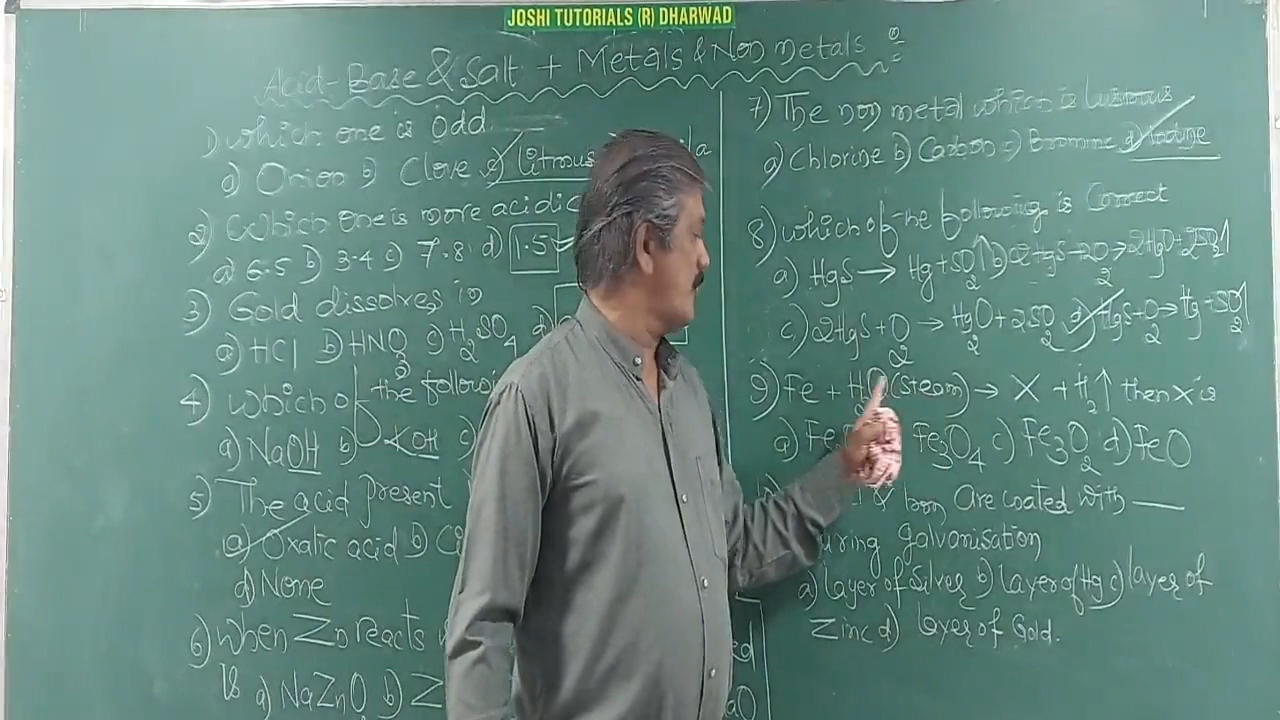 JOSHI TUTORIALS (R) DHARWAD
Acid-Base & Salt + Metals & Non metals
1) which one is odd
a) Onion b) Clove c) litmus
2) Which one is more acidic
a) 6.5 b) 3.4 c) 7.8 d) 1.5
3) Gold dissolves in
a) HCl b) HNO3 c) H2SO4 d)
4) which of the follow
a) NaOH b) KOH c)
5) The acid present
a) Oxalic acid b)
d) None
6) when Zn reacts
is a) NaZnO b) Z
7) The non metal which is Lustrous
a) Chlorine b) Carbon c) Bromine d) Iodine
8) which of the following is Correct
a) HgS → Hg + SO2↑ b) 2HgS + 2O2 → 2HgO + 2SO2↑
c) 2HgS + O2 → Hg2O + 2SO2 d) HgS + O2 → Hg + SO2↑
9) Fe + H2O (steam) → X + H2↑ then X is
a) Fe Fe3O4 c) Fe3O2 d) FeO
& Iron Are coated with —
uring galvanisation
a) layer of Silver b) layer of Hg c) layer of
Zinc d) layer of Gold.